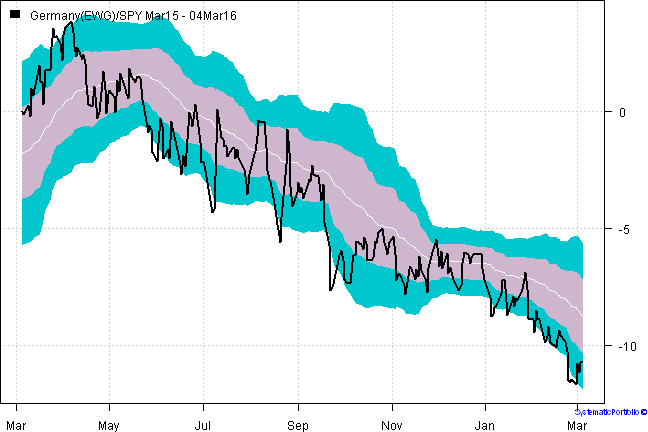 Germany(EWG)/SPY Mar15 - 04Mar16
0
-5
-10
Mar May Jul Sep Nov Jan Mar
SystematicPortfolio ©